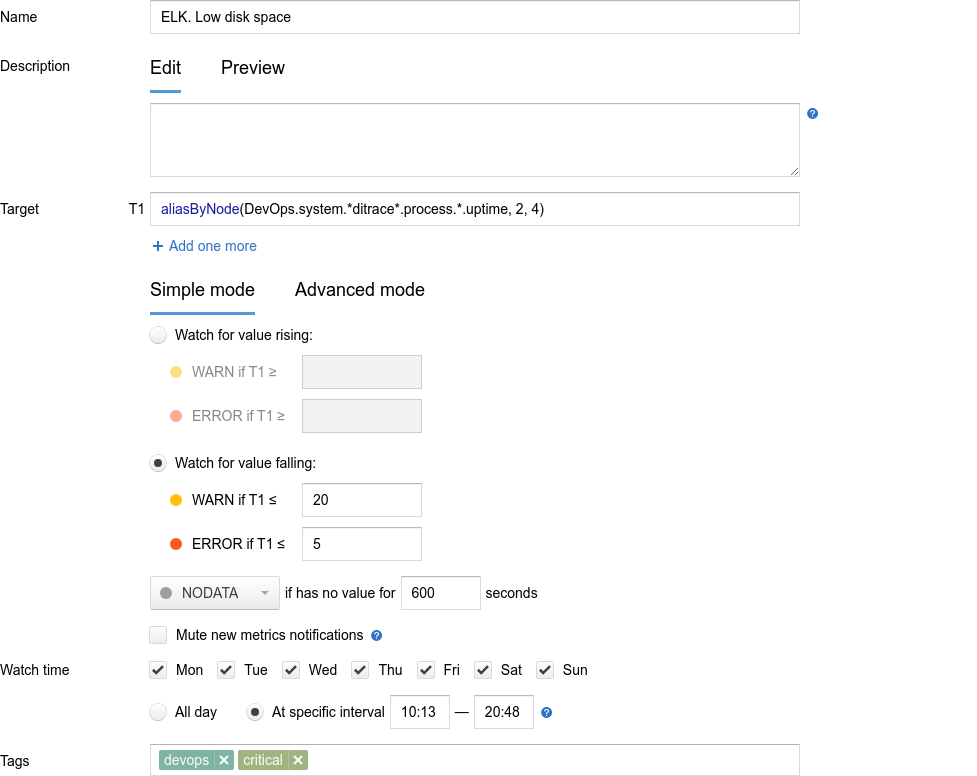 Name ELK. Low disk space
Description Edit Preview
?
Target T1 aliasByNode(DevOps.system.*ditrace*.process.*.uptime, 2, 4)
+ Add one more
Simple mode Advanced mode
Watch for value rising:
WARN if T1 ≥
ERROR if T1 ≥
Watch for value falling:
WARN if T1 ≤ 20
ERROR if T1 ≤ 5
NODATA if has no value for 600 seconds
Mute new metrics notifications ?
Watch time Mon Tue Wed Thu Fri Sat Sun
All day At specific interval 10:13 — 20:48 ?
Tags devops × critical ×